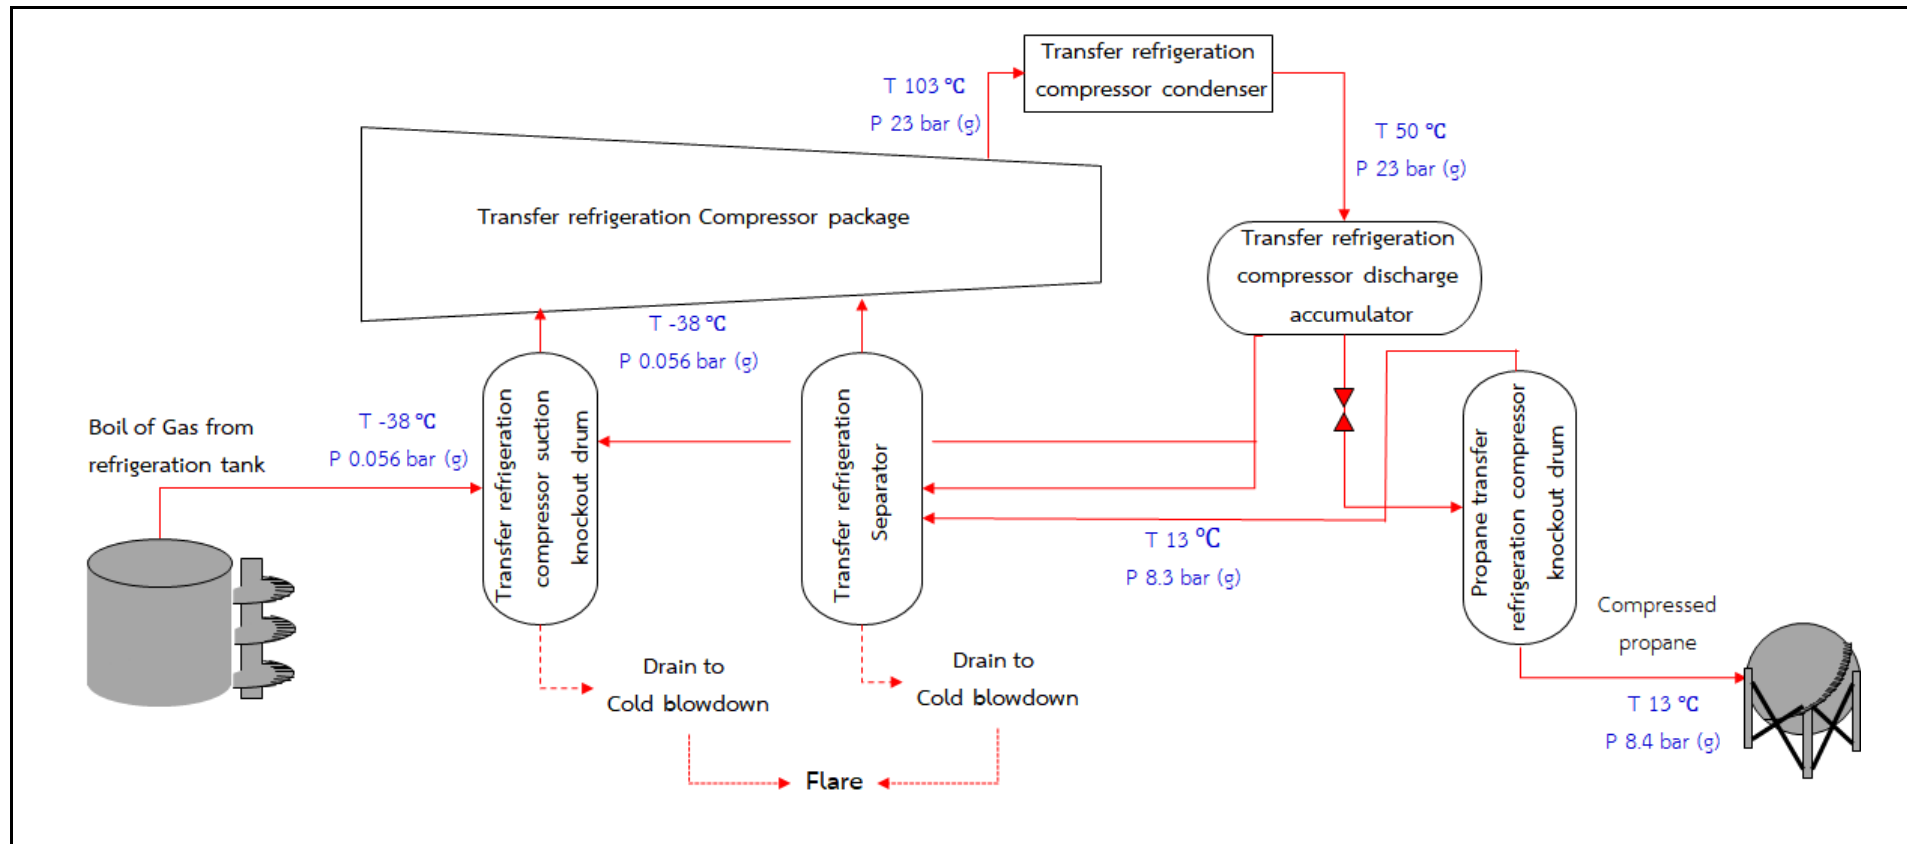 Transfer refrigeration
compressor condenser
T 103 °C
P 23 bar (g)
T 50 °C
P 23 bar (g)
Transfer refrigeration Compressor package
Transfer refrigeration
compressor discharge
accumulator
T -38 °C
P 0.056 bar (g)
Boil of Gas from
refrigeration tank
T -38 °C
P 0.056 bar (g)
Transfer refrigeration
compressor suction
knockout drum
Transfer refrigeration
Separator
T 13 °C
P 8.3 bar (g)
Propane transfer
refrigeration compressor
knockout drum
Compressed
propane
T 13 °C
P 8.4 bar (g)
Drain to
Cold blowdown
Drain to
Cold blowdown
Flare